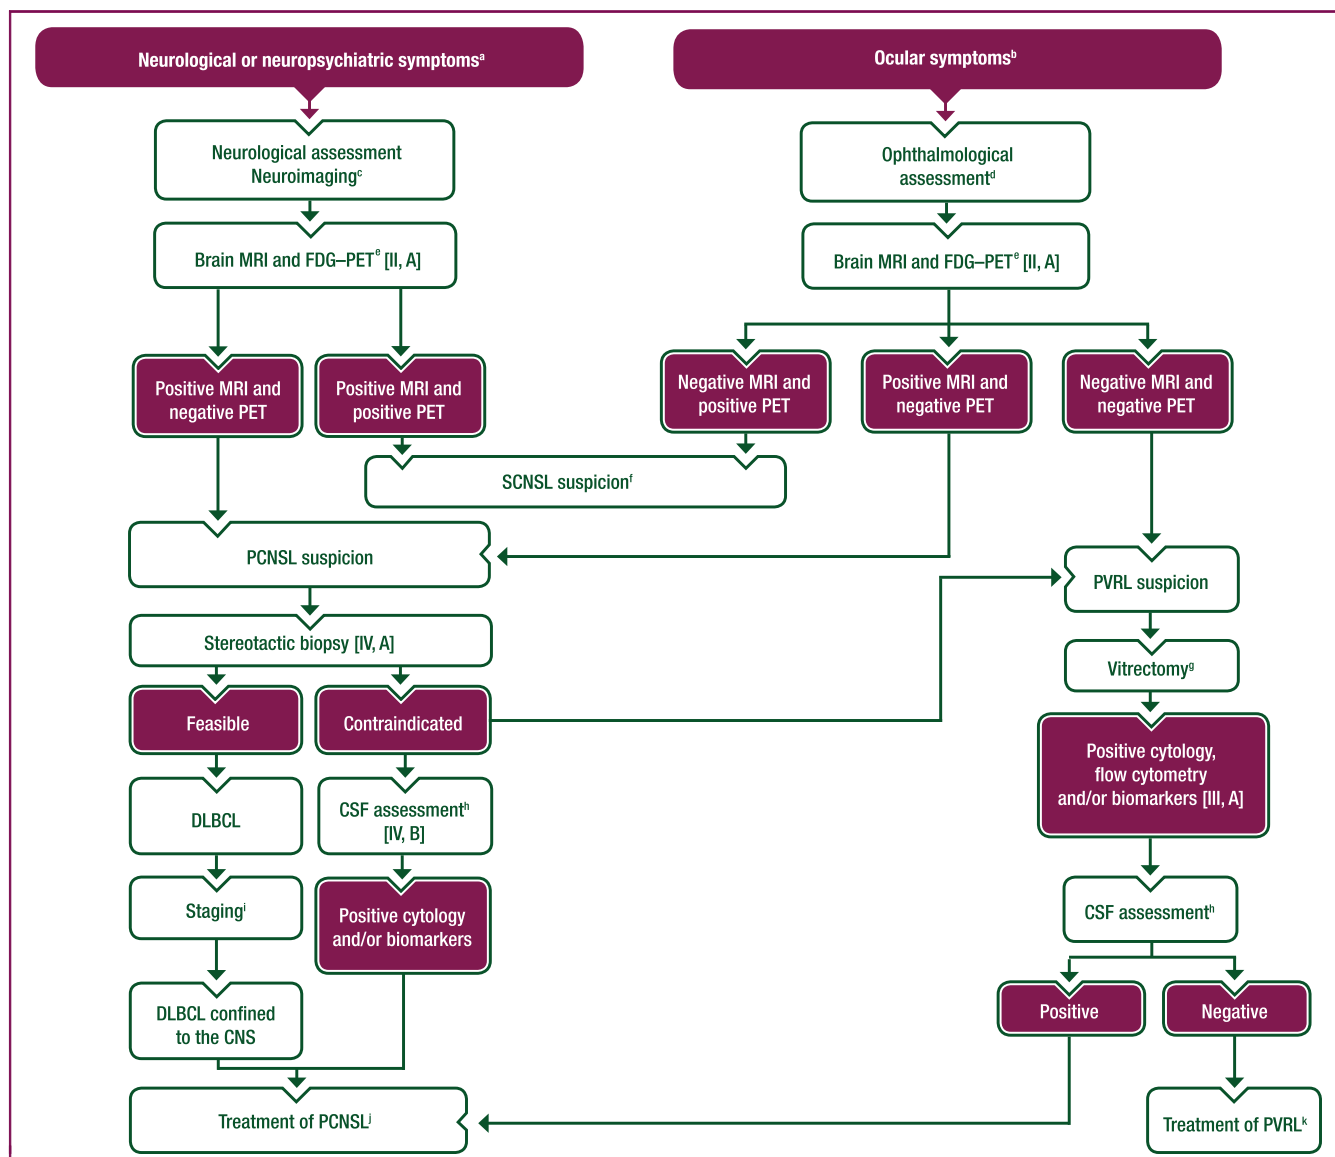 Neurological or neuropsychiatric symptomsᵃ
Ocular symptomsᵇ
Neurological assessment
Neuroimagingᶜ
Ophthalmological
assessmentᵈ
Brain MRI and FDG–PETᵉ [II, A]
Brain MRI and FDG–PETᵉ [II, A]
Positive MRI and
negative PET
Positive MRI and
positive PET
Negative MRI and
positive PET
Positive MRI and
negative PET
Negative MRI and
negative PET
SCNSL suspicionᶠ
PCNSL suspicion
PVRL suspicion
Stereotactic biopsy [IV, A]
Vitrectomyᵍ
Feasible
Contraindicated
Positive cytology,
flow cytometry
and/or biomarkers [III, A]
DLBCL
CSF assessmentʰ
[IV, B]
Stagingⁱ
Positive cytology
and/or biomarkers
CSF assessmentʰ
DLBCL confined
to the CNS
Positive
Negative
Treatment of PCNSLʲ
Treatment of PVRLᵏ